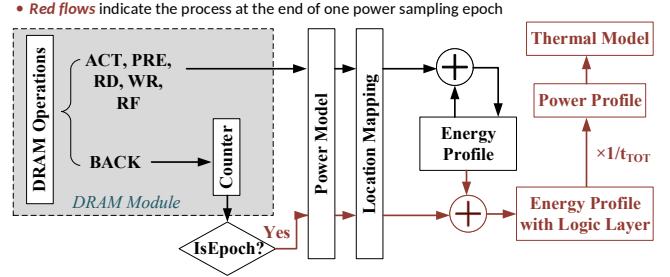 • Red flows indicate the process at the end of one power sampling epoch
DRAM Operations
ACT, PRE,
RD, WR,
RF
BACK
Counter
DRAM Module
IsEpoch?
Yes
Power Model
Location Mapping
+
Energy
Profile
+
Energy Profile
with Logic Layer
×1/tTOT
Power Profile
Thermal Model